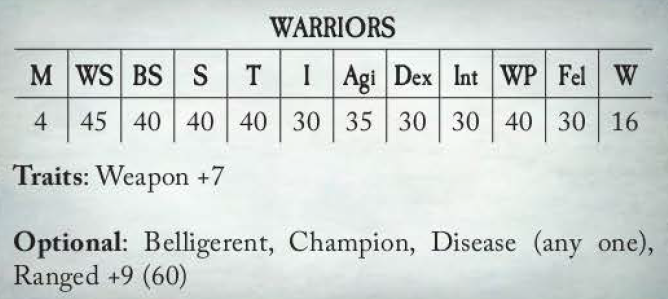 WARRIORS
M WS BS S T I Agi Dex Int WP Fel W
4 45 40 40 40 30 35 30 30 40 30 16
Traits: Weapon +7
Optional: Belligerent, Champion, Disease (any one),
Ranged +9 (60)